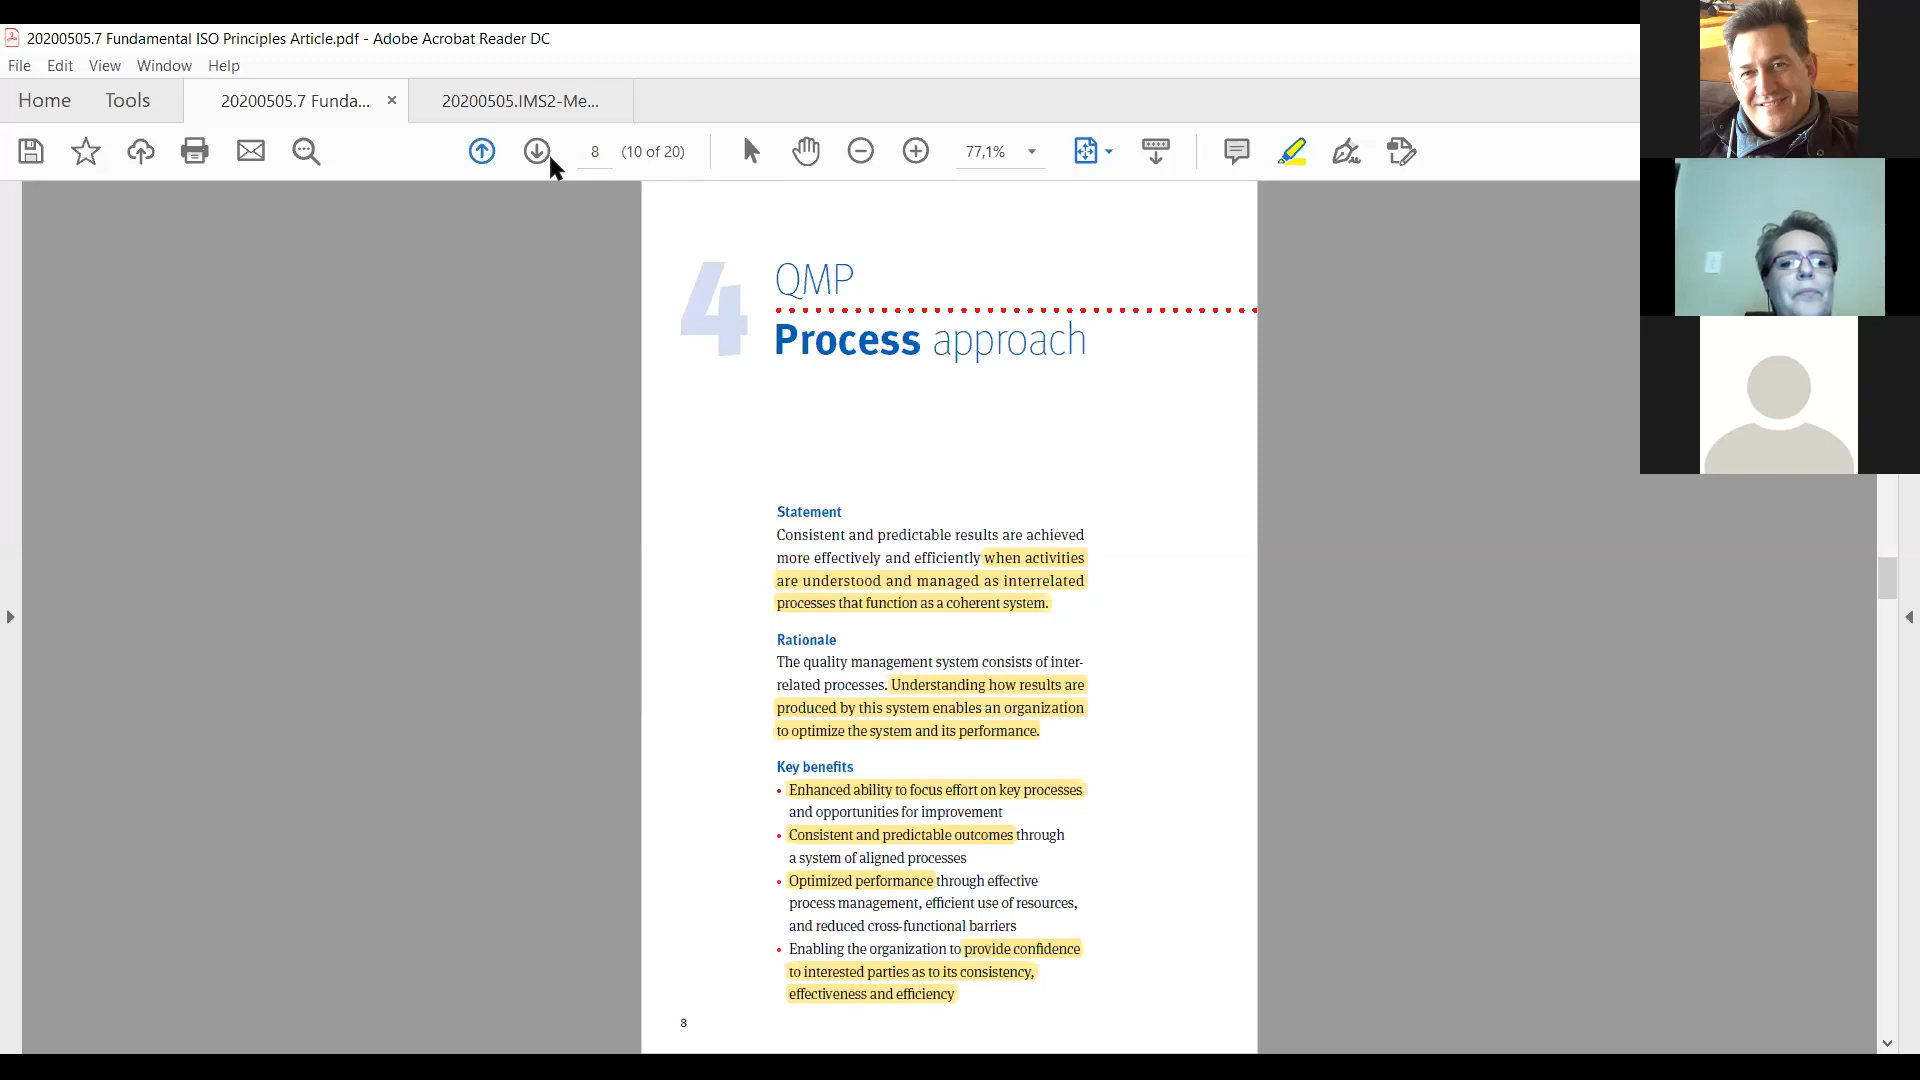 20200505.7 Fundamental ISO Principles Article.pdf - Adobe Acrobat Reader DC
File Edit View Window Help
Home Tools 20200505.7 Funda... × 20200505.IMS2-Me...
8 (10 of 20) 77,1%
4 QMP
Process approach
Statement
Consistent and predictable results are achieved
more effectively and efficiently when activities
are understood and managed as interrelated
processes that function as a coherent system.
Rationale
The quality management system consists of inter-
related processes. Understanding how results are
produced by this system enables an organization
to optimize the system and its performance.
Key benefits
• Enhanced ability to focus effort on key processes
and opportunities for improvement
• Consistent and predictable outcomes through
a system of aligned processes
• Optimized performance through effective
process management, efficient use of resources,
and reduced cross-functional barriers
• Enabling the organization to provide confidence
to interested parties as to its consistency,
effectiveness and efficiency
8